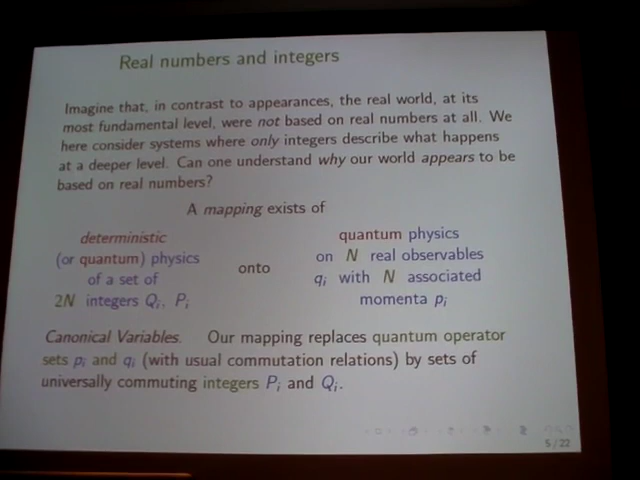 Real numbers and integers
Imagine that, in contrast to appearances, the real world, at its
most fundamental level, were not based on real numbers at all. We
here consider systems where only integers describe what happens
at a deeper level. Can one understand why our world appears to be
based on real numbers?
A mapping exists of
deterministic
(or quantum) physics
of a set of
2N integers Qᵢ, Pᵢ
onto
quantum physics
on N real observables
qᵢ with N associated
momenta pᵢ
Canonical Variables. Our mapping replaces quantum operator
sets pᵢ and qᵢ (with usual commutation relations) by sets of
universally commuting integers Pᵢ and Qᵢ.
5 / 22